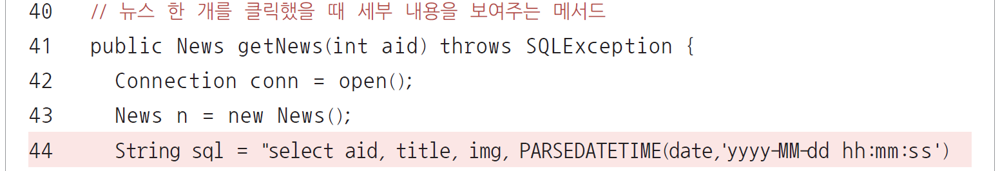 40 // 뉴스 한 개를 클릭했을 때 세부 내용을 보여주는 메서드
41 public News getNews(int aid) throws SQLException {
42 Connection conn = open();
43 News n = new News();
44 String sql = "select aid, title, img, PARSEDATETIME(date,'yyyy-MM-dd hh:mm:ss')